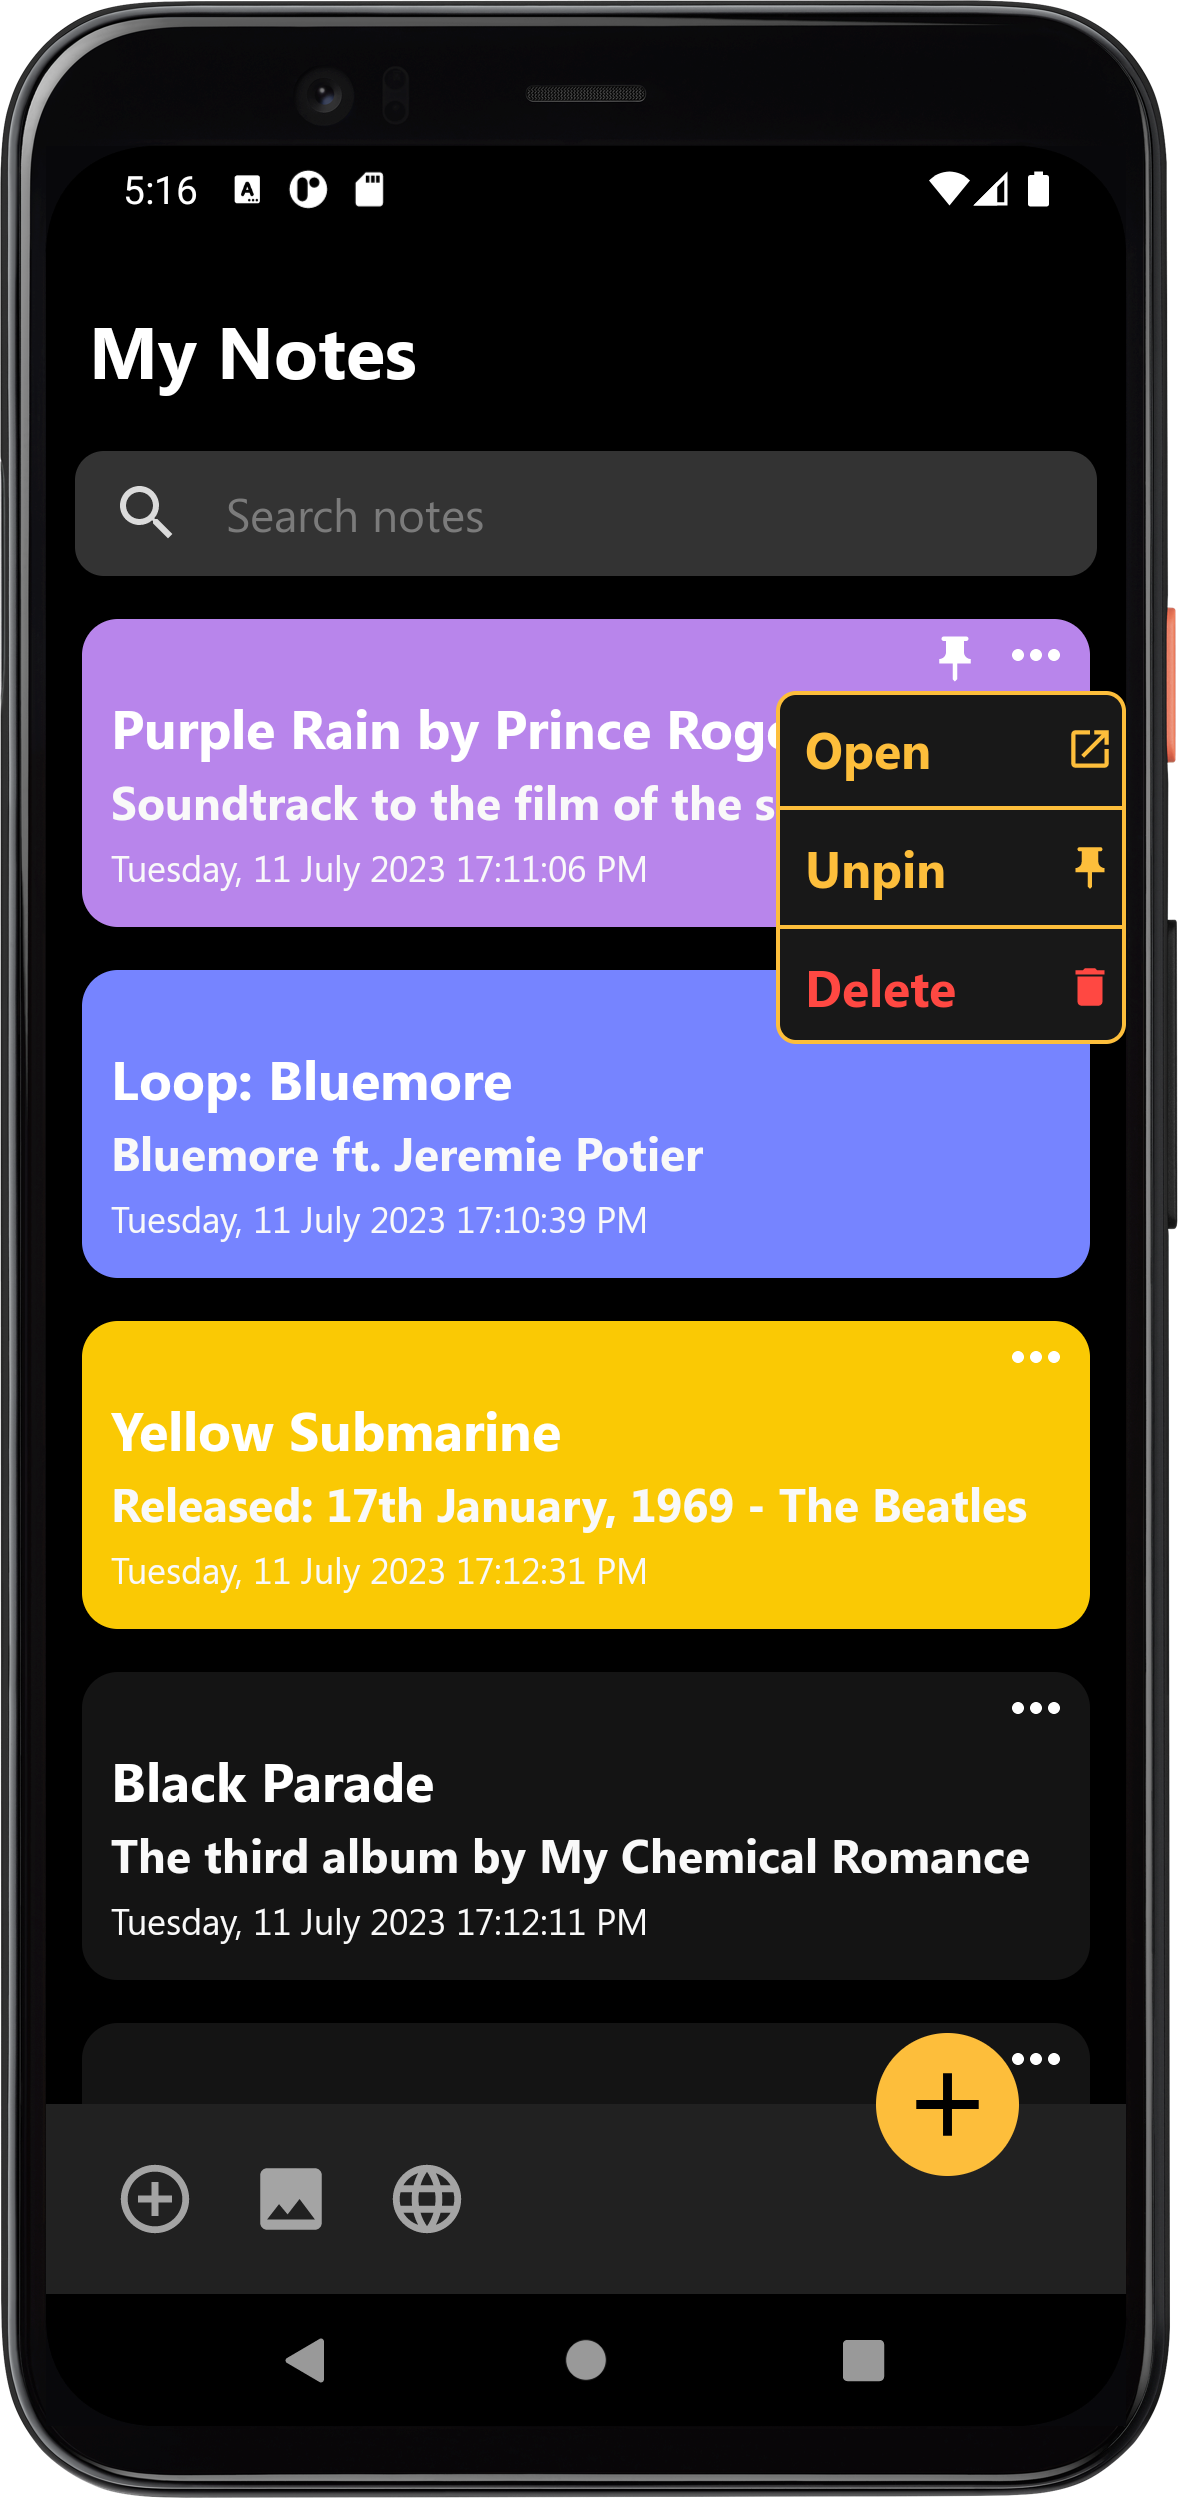 5:16
My Notes
Search notes
Purple Rain by Prince Rog
Soundtrack to the film of the s
Tuesday, 11 July 2023 17:11:06 PM
Open
Unpin
Delete
Loop: Bluemore
Bluemore ft. Jeremie Potier
Tuesday, 11 July 2023 17:10:39 PM
Yellow Submarine
Released: 17th January, 1969 - The Beatles
Tuesday, 11 July 2023 17:12:31 PM
Black Parade
The third album by My Chemical Romance
Tuesday, 11 July 2023 17:12:11 PM